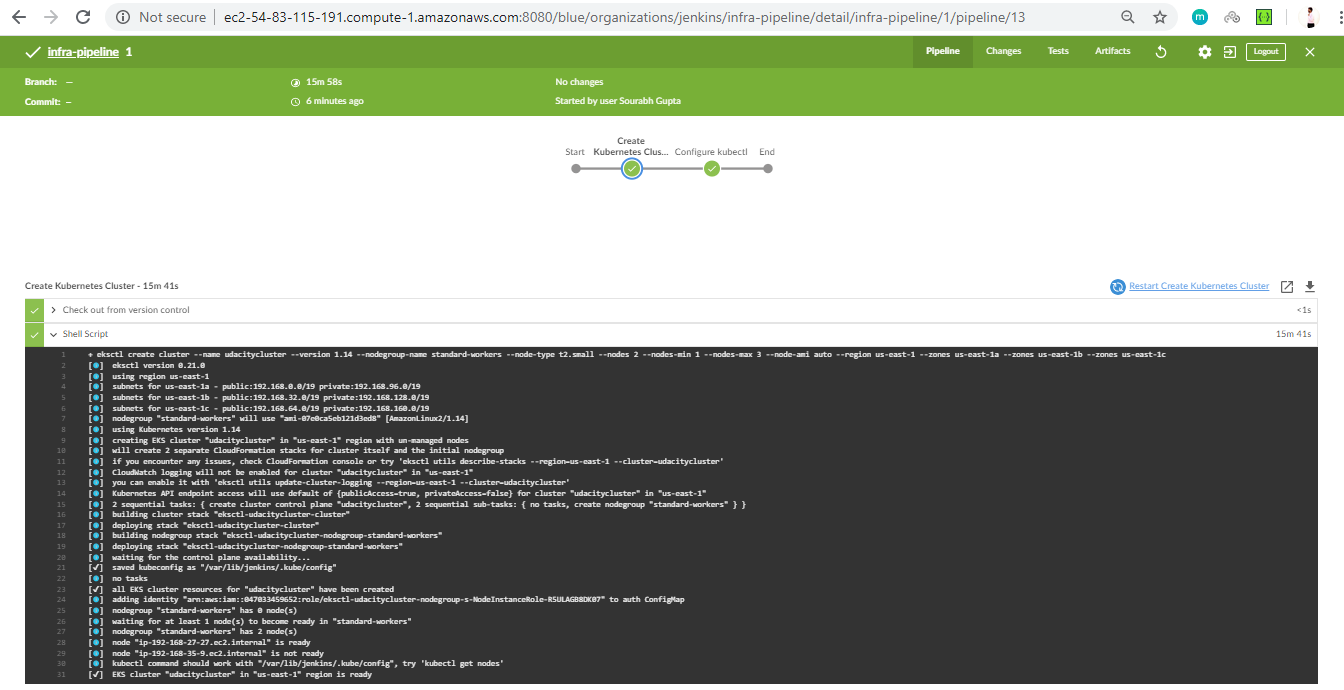 Not secure | ec2-54-83-115-191.compute-1.amazonaws.com:8080/blue/organizations/jenkins/infra-pipeline/detail/infra-pipeline/1/pipeline/13
infra-pipeline 1 Pipeline Changes Tests Artifacts Logout
Branch: — 15m 58s No changes
Commit: — 6 minutes ago Started by user Sourabh Gupta
Create
Start Kubernetes Clus... Configure kubectl End
Create Kubernetes Cluster - 15m 41s Restart Create Kubernetes Cluster
Check out from version control <1s
Shell Script 15m 41s
1 + eksctl create cluster --name udacitycluster --version 1.14 --nodegroup-name standard-workers --node-type t2.small --nodes 2 --nodes-min 1 --nodes-max 3 --node-ami auto --region us-east-1 --zones us-east-1a --zones us-east-1b --zones us-east-1c
2 [ℹ] eksctl version 0.21.0
3 [ℹ] using region us-east-1
4 [ℹ] subnets for us-east-1a - public:192.168.0.0/19 private:192.168.96.0/19
5 [ℹ] subnets for us-east-1b - public:192.168.32.0/19 private:192.168.128.0/19
6 [ℹ] subnets for us-east-1c - public:192.168.64.0/19 private:192.168.160.0/19
7 [ℹ] nodegroup "standard-workers" will use "ami-07e0ca5eb121d3ed8" [AmazonLinux2/1.14]
8 [ℹ] using Kubernetes version 1.14
9 [ℹ] creating EKS cluster "udacitycluster" in "us-east-1" region with un-managed nodes
10 [ℹ] will create 2 separate CloudFormation stacks for cluster itself and the initial nodegroup
11 [ℹ] if you encounter any issues, check CloudFormation console or try 'eksctl utils describe-stacks --region=us-east-1 --cluster=udacitycluster'
12 [ℹ] CloudWatch logging will not be enabled for cluster "udacitycluster" in "us-east-1"
13 [ℹ] you can enable it with 'eksctl utils update-cluster-logging --region=us-east-1 --cluster=udacitycluster'
14 [ℹ] Kubernetes API endpoint access will use default of {publicAccess=true, privateAccess=false} for cluster "udacitycluster" in "us-east-1"
15 [ℹ] 2 sequential tasks: { create cluster control plane "udacitycluster", 2 sequential sub-tasks: { no tasks, create nodegroup "standard-workers" } }
16 [ℹ] building cluster stack "eksctl-udacitycluster-cluster"
17 [ℹ] deploying stack "eksctl-udacitycluster-cluster"
18 [ℹ] building nodegroup stack "eksctl-udacitycluster-nodegroup-standard-workers"
19 [ℹ] deploying stack "eksctl-udacitycluster-nodegroup-standard-workers"
20 [ℹ] waiting for the control plane availability...
21 [✔] saved kubeconfig as "/var/lib/jenkins/.kube/config"
22 [ℹ] no tasks
23 [✔] all EKS cluster resources for "udacitycluster" have been created
24 [ℹ] adding identity "arn:aws:iam::047033459652:role/eksctl-udacitycluster-nodegroup-s-NodeInstanceRole-R5ULAGB8DK07" to auth ConfigMap
25 [ℹ] nodegroup "standard-workers" has 0 node(s)
26 [ℹ] waiting for at least 1 node(s) to become ready in "standard-workers"
27 [ℹ] nodegroup "standard-workers" has 2 node(s)
28 [ℹ] node "ip-192-168-27-27.ec2.internal" is ready
29 [ℹ] node "ip-192-168-35-9.ec2.internal" is not ready
30 [ℹ] kubectl command should work with "/var/lib/jenkins/.kube/config", try 'kubectl get nodes'
31 [✔] EKS cluster "udacitycluster" in "us-east-1" region is ready